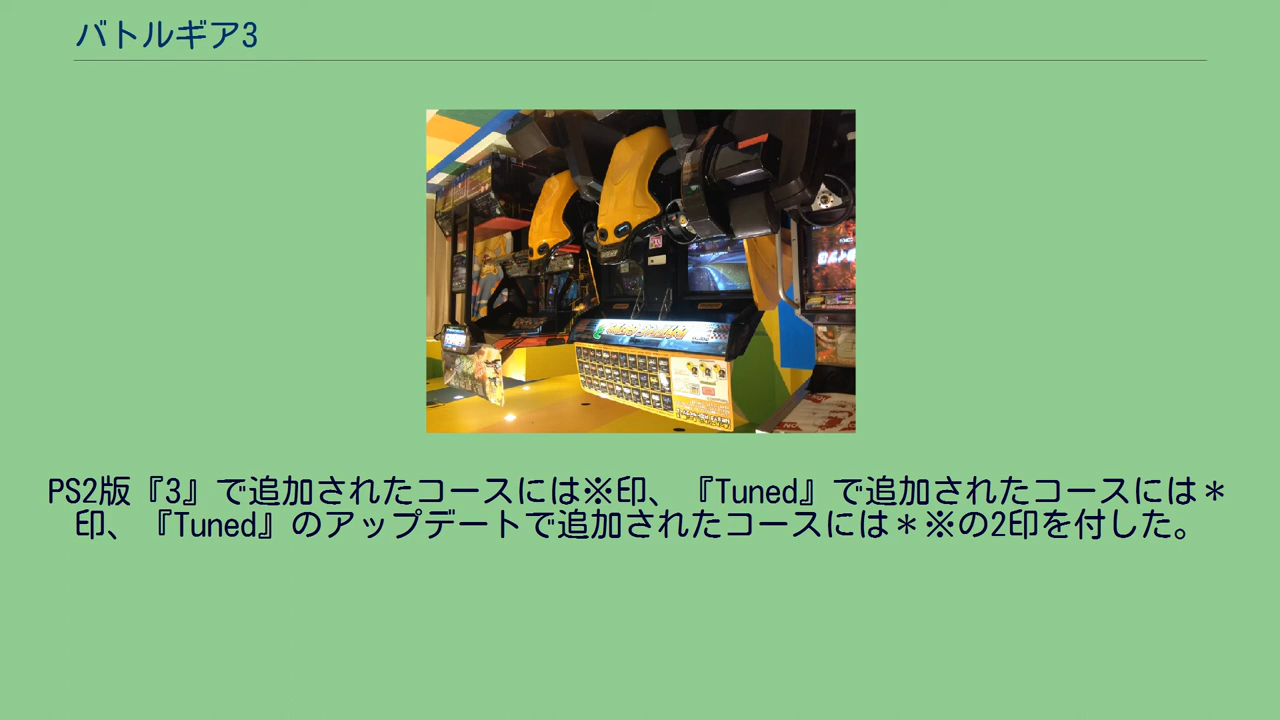 バトルギア3
PS2版『3』で追加されたコースには※印、『Tuned』で追加されたコースには＊
印、『Tuned』のアップデートで追加されたコースには＊※の2印を付した。